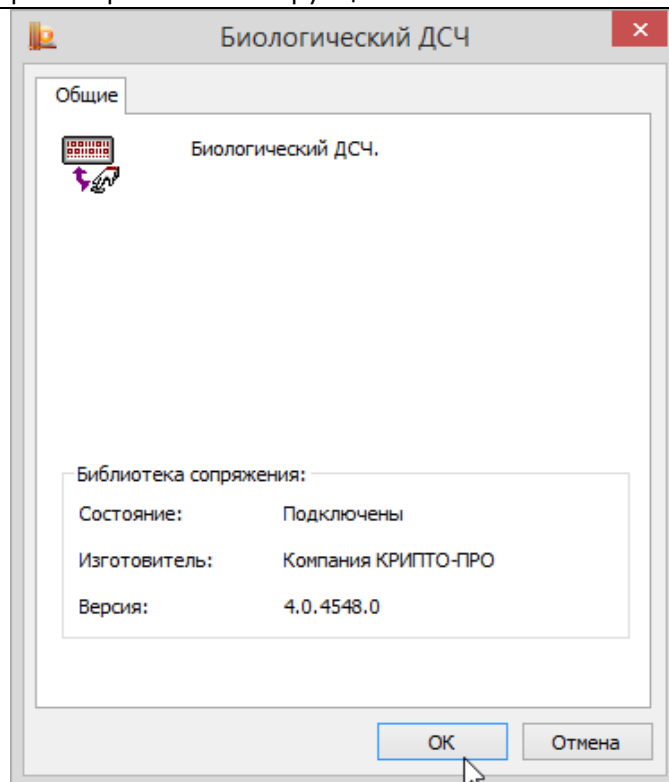 Биологический ДСЧ
Общие
Биологический ДСЧ.
Библиотека сопряжения:
Состояние: Подключены
Изготовитель: Компания КРИПТО-ПРО
Версия: 4.0.4548.0
ОК Отмена